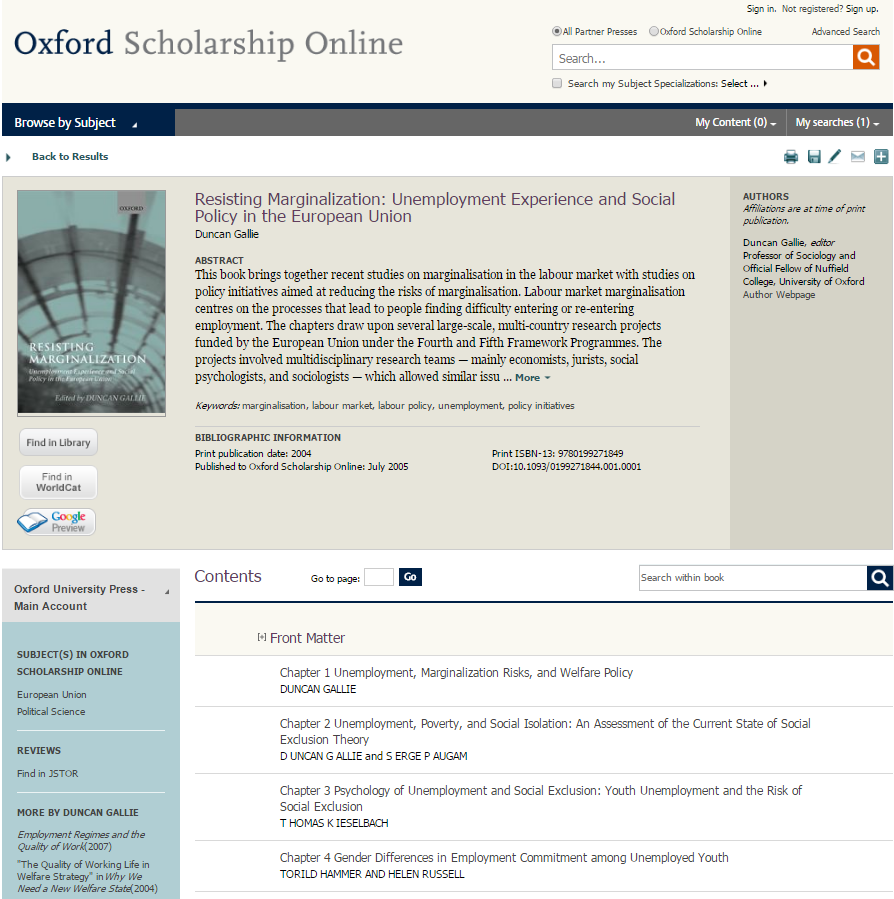 Sign in. Not registered? Sign up.
Oxford Scholarship Online
All Partner Presses Oxford Scholarship Online Advanced Search
Search...
Search my Subject Specializations: Select ...
Browse by Subject
My Content (0) My searches (1)
Back to Results
OXFORD
RESISTING
MARGINALIZATION
Unemployment Experience and Social
Policy in the European Union
Edited by DUNCAN GALLIE
Find in Library
Find in
WorldCat
Google
Preview
Resisting Marginalization: Unemployment Experience and Social
Policy in the European Union
Duncan Gallie
ABSTRACT
This book brings together recent studies on marginalisation in the labour market with studies on
policy initiatives aimed at reducing the risks of marginalisation. Labour market marginalisation
centres on the processes that lead to people finding difficulty entering or re-entering
employment. The chapters draw upon several large-scale, multi-country research projects
funded by the European Union under the Fourth and Fifth Framework Programmes. The
projects involved multidisciplinary research teams — mainly economists, jurists, social
psychologists, and sociologists — which allowed similar issu ... More
Keywords: marginalisation, labour market, labour policy, unemployment, policy initiatives
BIBLIOGRAPHIC INFORMATION
Print publication date: 2004 Print ISBN-13: 9780199271849
Published to Oxford Scholarship Online: July 2005 DOI:10.1093/0199271844.001.0001
AUTHORS
Affiliations are at time of print
publication.
Duncan Gallie, editor
Professor of Sociology and
Official Fellow of Nuffield
College, University of Oxford
Author Webpage
Oxford University Press -
Main Account
SUBJECT(S) IN OXFORD
SCHOLARSHIP ONLINE
European Union
Political Science
REVIEWS
Find in JSTOR
MORE BY DUNCAN GALLIE
Employment Regimes and the
Quality of Work(2007)
"The Quality of Working Life in
Welfare Strategy" in Why We
Need a New Welfare State(2004)
Contents Go to page: Go Search within book
[+] Front Matter
Chapter 1 Unemployment, Marginalization Risks, and Welfare Policy
DUNCAN GALLIE
Chapter 2 Unemployment, Poverty, and Social Isolation: An Assessment of the Current State of Social
Exclusion Theory
D UNCAN G ALLIE and S ERGE P AUGAM
Chapter 3 Psychology of Unemployment and Social Exclusion: Youth Unemployment and the Risk of
Social Exclusion
T HOMAS K IESELBACH
Chapter 4 Gender Differences in Employment Commitment among Unemployed Youth
TORILD HAMMER AND HELEN RUSSELL